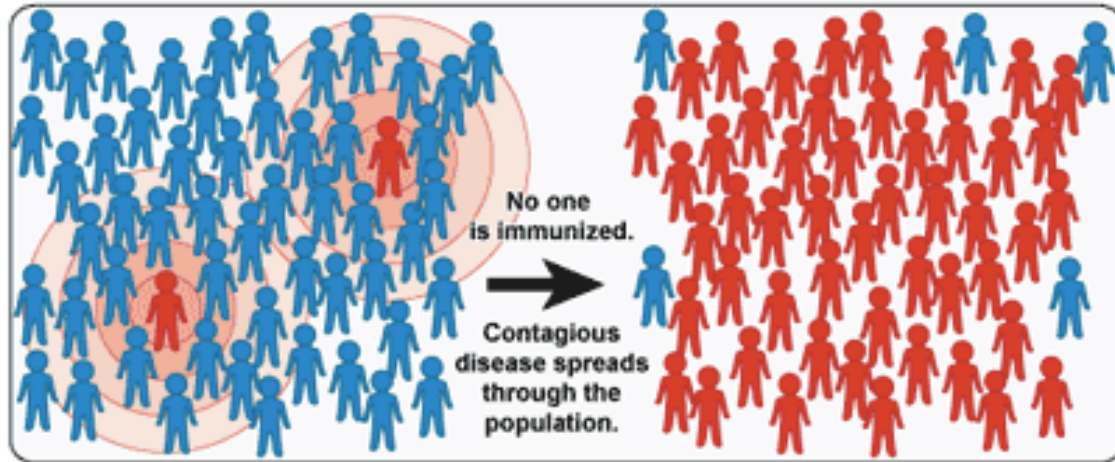 No one
is immunized.
Contagious
disease spreads
through the
population.